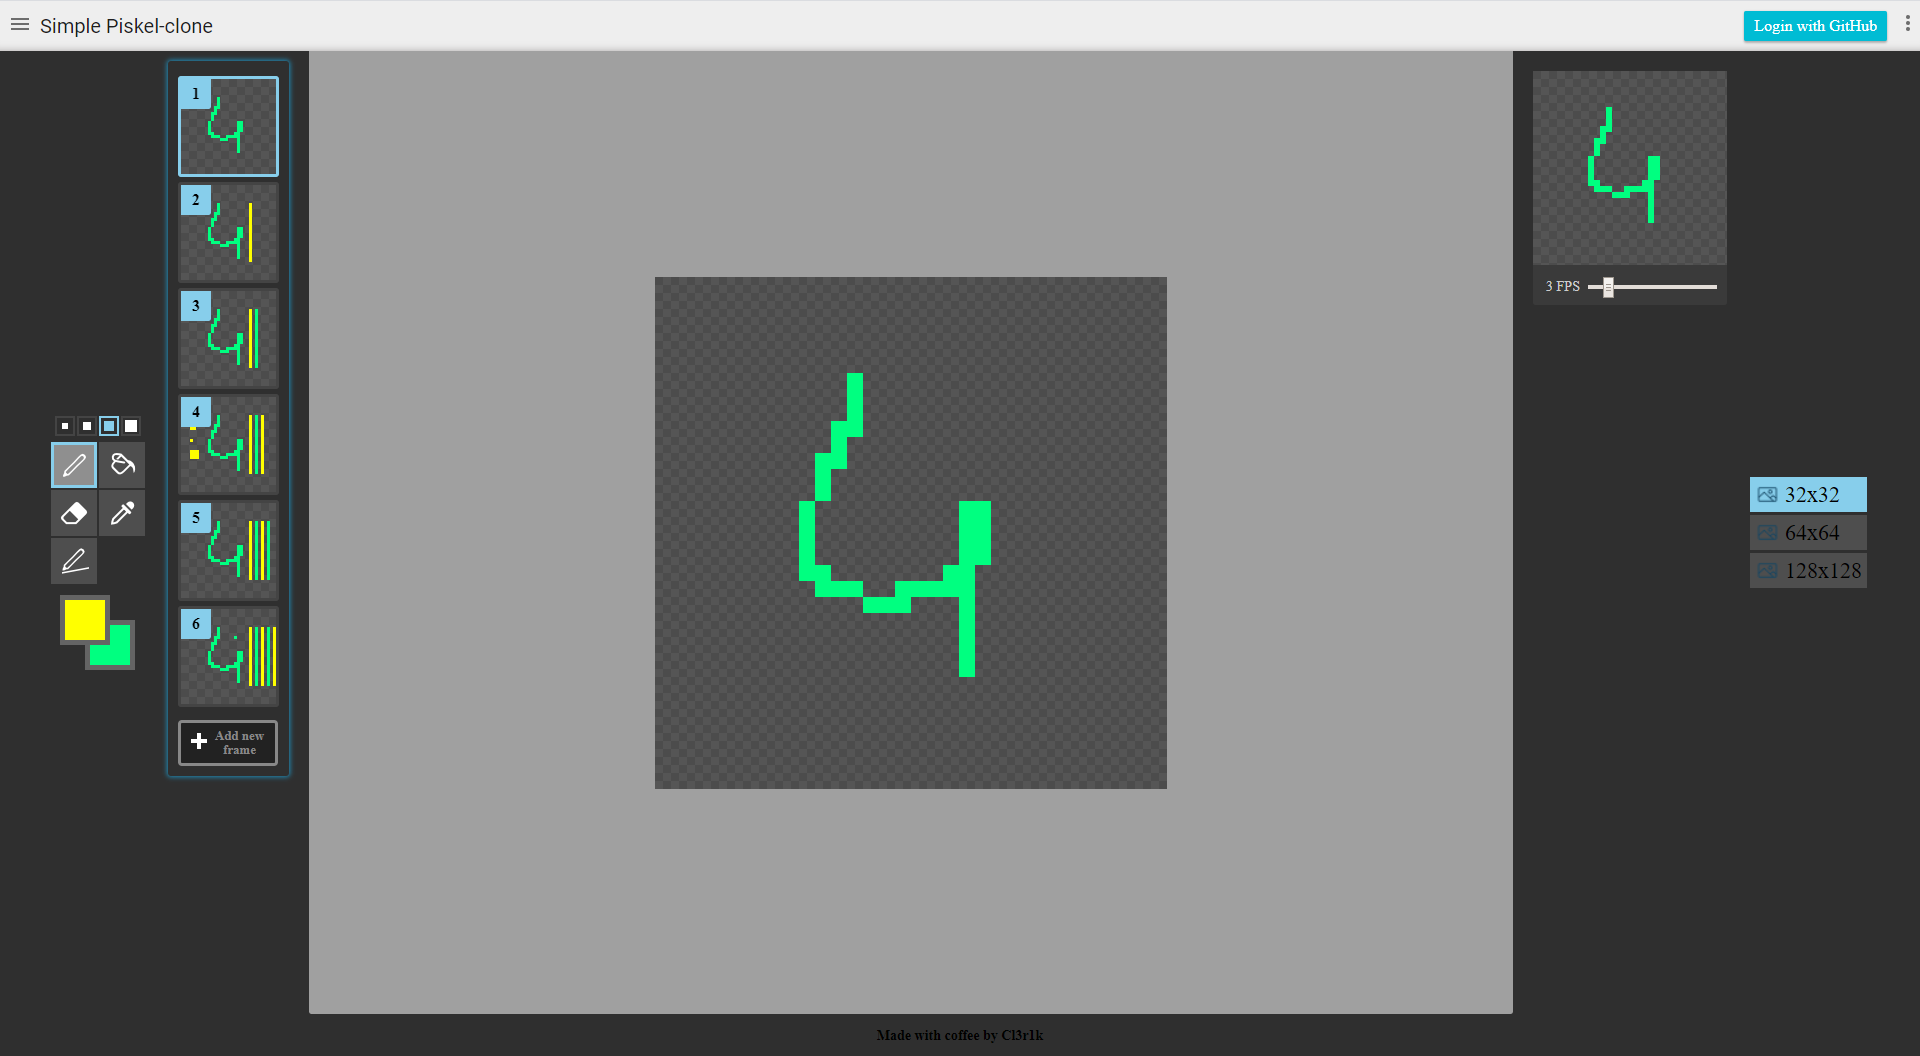 Simple Piskel-clone
Login with GitHub
1
2
3
4
5
6
Add new
frame
3 FPS
32x32
64x64
128x128
Made with coffee by Cl3r1k